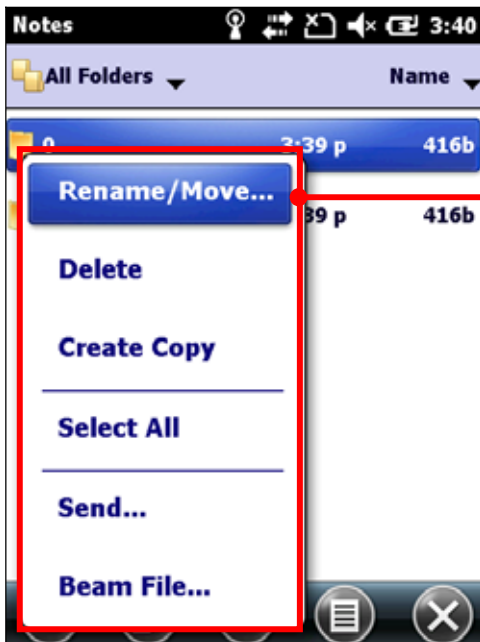 Notes 3:40
All Folders Name
0 3:39 p 416b
39 p 416b
Rename/Move...
Delete
Create Copy
Select All
Send...
Beam File...